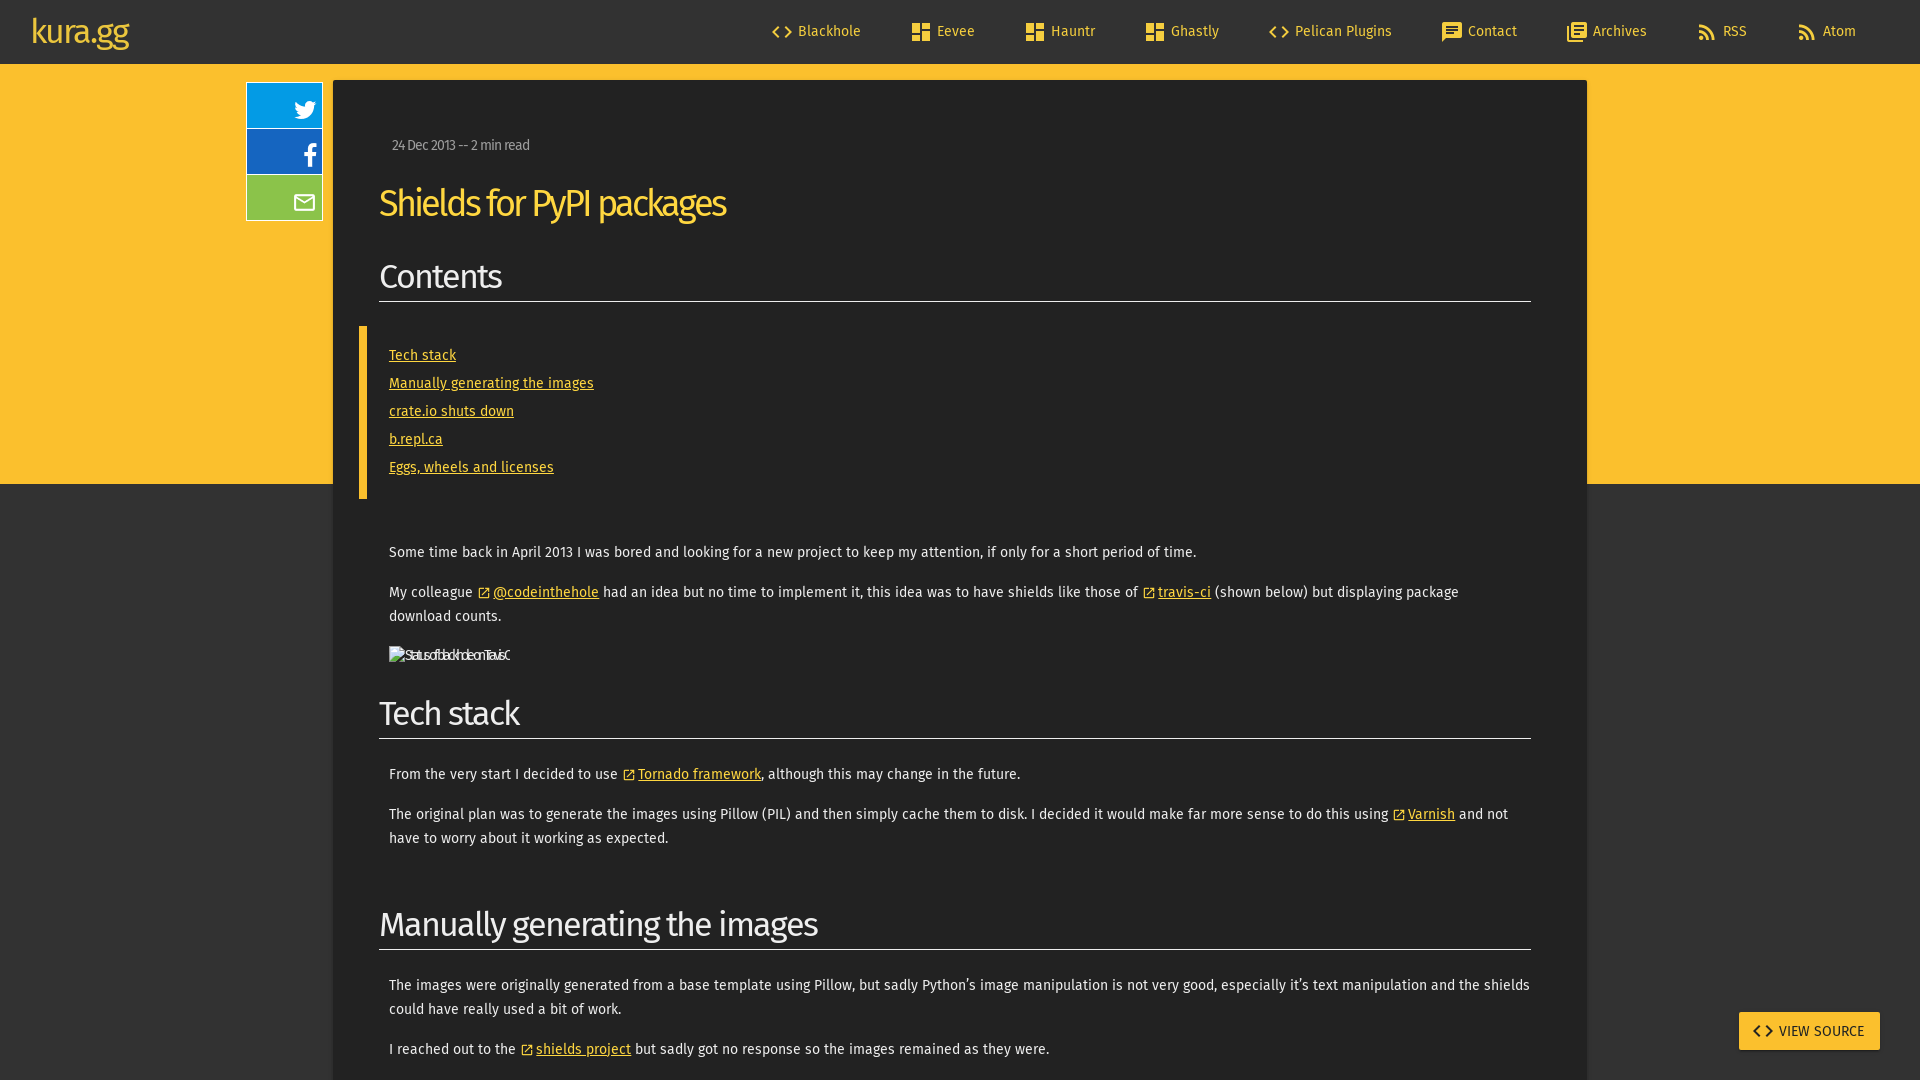 kura.gg
Blackhole
Eevee
Hauntr
Ghastly
Pelican Plugins
Contact
Archives
RSS
Atom
24 Dec 2013 -- 2 min read
Shields for PyPI packages
Contents
Tech stack
Manually generating the images
crate.io shuts down
b.repl.ca
Eggs, wheels and licenses
Some time back in April 2013 I was bored and looking for a new project to keep my attention, if only for a short period of time.
My colleague @codeinthehole had an idea but no time to implement it, this idea was to have shields like those of travis-ci (shown below) but displaying package
download counts.
Status of blackhole on Travis C
Tech stack
From the very start I decided to use Tornado framework, although this may change in the future.
The original plan was to generate the images using Pillow (PIL) and then simply cache them to disk. I decided it would make far more sense to do this using Varnish and not
have to worry about it working as expected.
Manually generating the images
The images were originally generated from a base template using Pillow, but sadly Python’s image manipulation is not very good, especially it’s text manipulation and the shields
could have really used a bit of work.
VIEW SOURCE
I reached out to the shields project but sadly got no response so the images remained as they were.